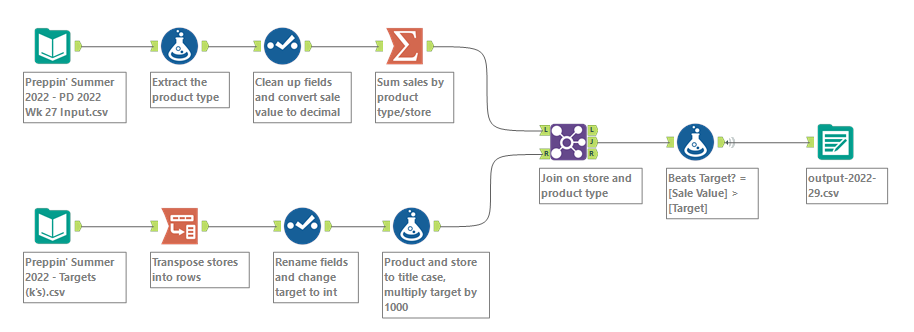 Preppin' Summer
2022 - PD 2022
Wk 27 Input.csv
Extract the
product type
Clean up fields
and convert sale
value to decimal
Sum sales by
product
type/store
L
R
L
J
R
Join on store and
product type
Beats Target? =
[Sale Value] >
[Target]
output-2022-
29.csv
Preppin' Summer
2022 - Targets
(k's).csv
Transpose stores
into rows
Rename fields
and change
target to int
Product and store
to title case,
multiply target by
1000